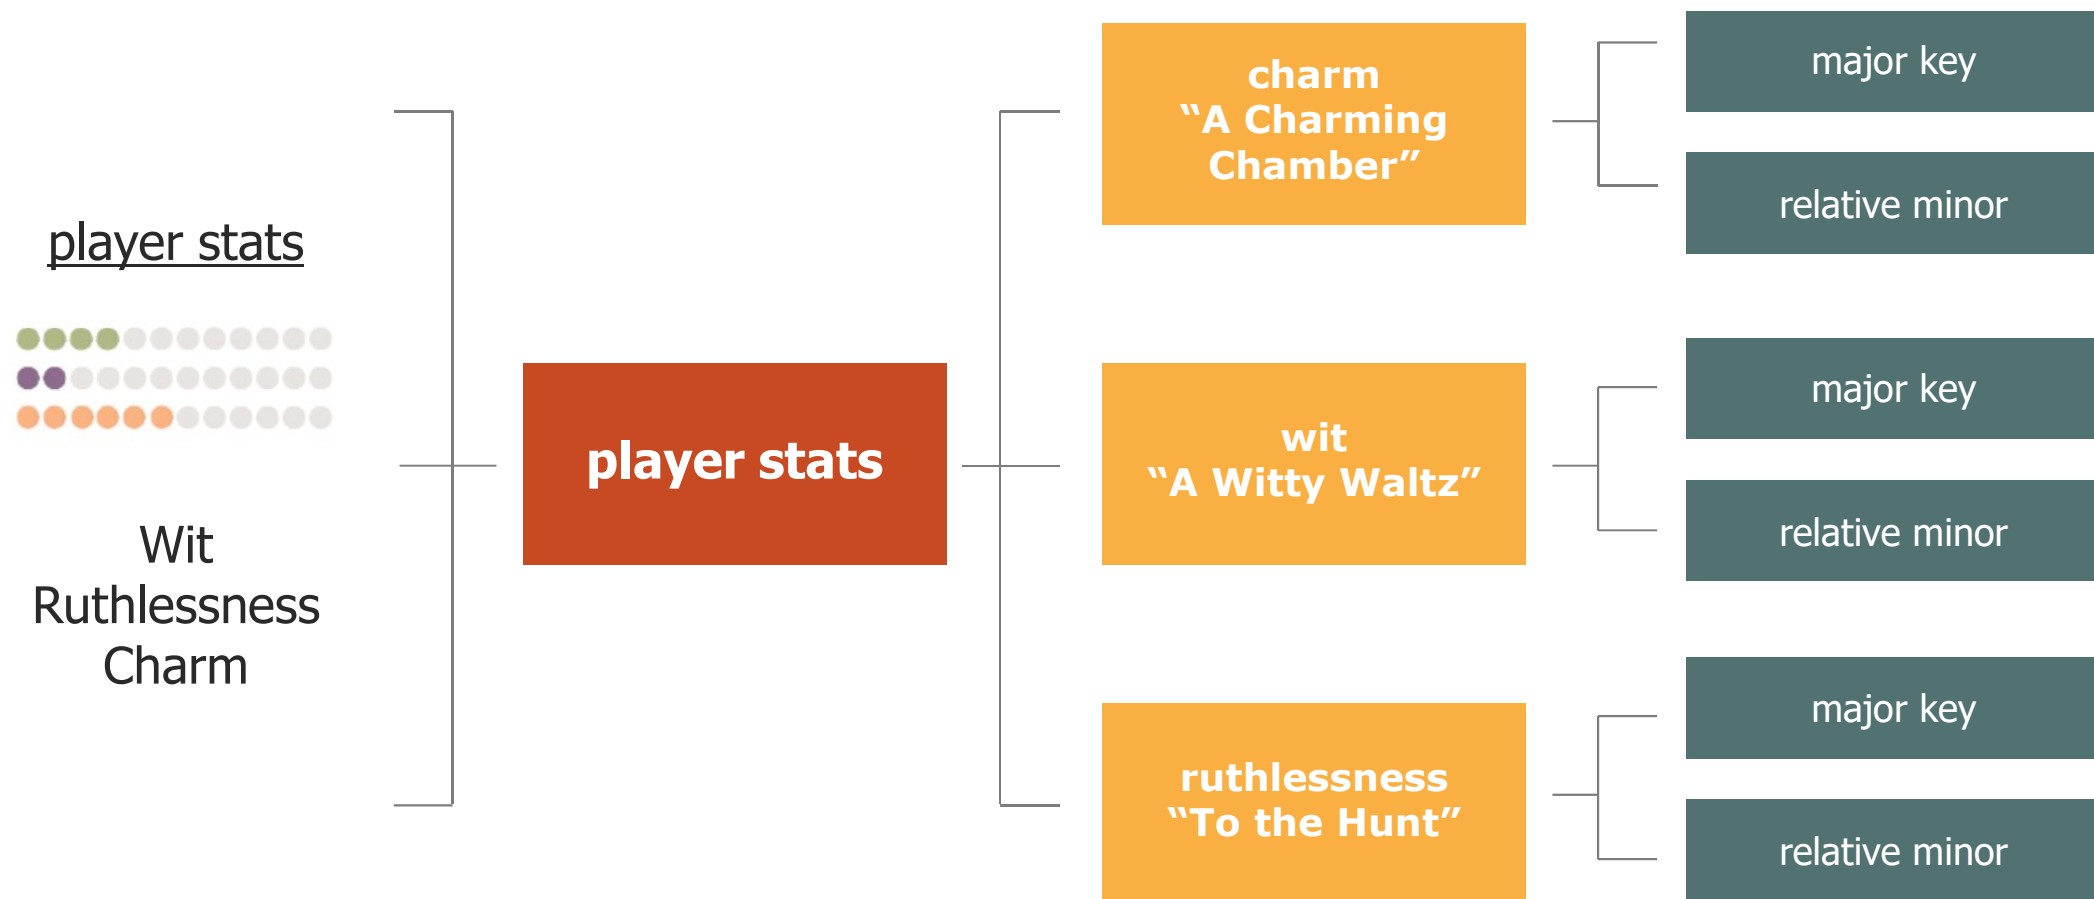 player stats
Wit
Ruthlessness
Charm
player stats
charm
“A Charming
Chamber”
major key
relative minor
wit
“A Witty Waltz”
major key
relative minor
ruthlessness
“To the Hunt”
major key
relative minor